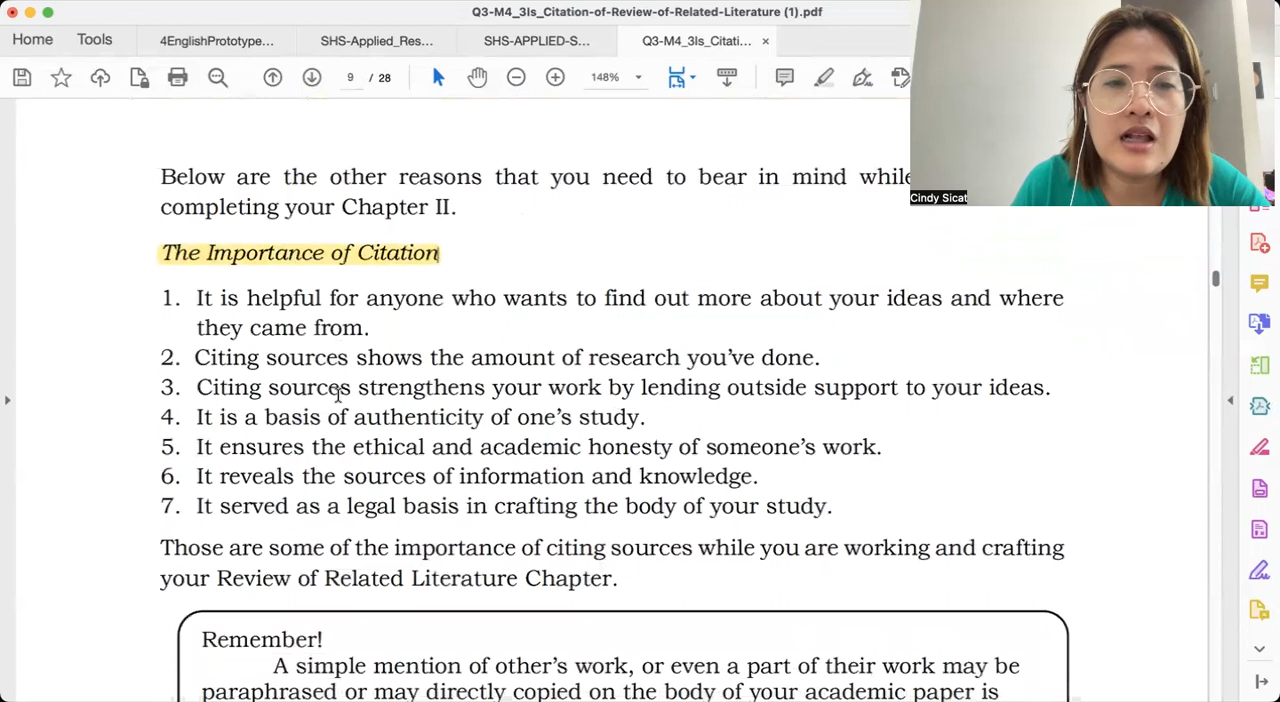 Q3-M4_3Is_Citation-of-Review-of-Related-Literature (1).pdf
Home Tools 4EnglishPrototype... SHS-Applied_Res... SHS-APPLIED-S... Q3-M4_3Is_Citati... ×
9 / 28 148%
Cindy Sicat
Below are the other reasons that you need to bear in mind while
completing your Chapter II.
The Importance of Citation
1. It is helpful for anyone who wants to find out more about your ideas and where
they came from.
2. Citing sources shows the amount of research you've done.
3. Citing sources strengthens your work by lending outside support to your ideas.
4. It is a basis of authenticity of one's study.
5. It ensures the ethical and academic honesty of someone's work.
6. It reveals the sources of information and knowledge.
7. It served as a legal basis in crafting the body of your study.
Those are some of the importance of citing sources while you are working and crafting
your Review of Related Literature Chapter.
Remember!
A simple mention of other's work, or even a part of their work may be
paraphrased or may directly copied on the body of your academic paper is